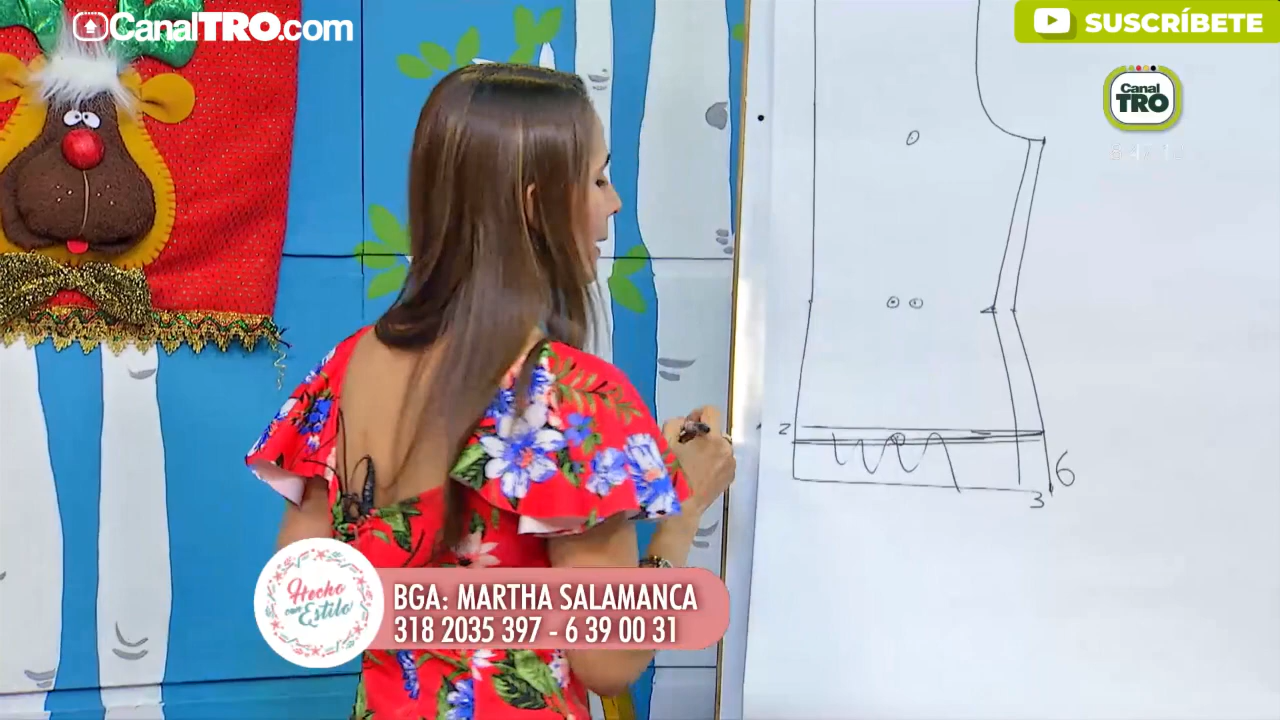 CanalTRO.com
SUSCRÍBETE
Canal
TRO
2
6
3
Hecho
con
Estilo
BGA: MARTHA SALAMANCA
318 2035 397 - 6 39 00 31